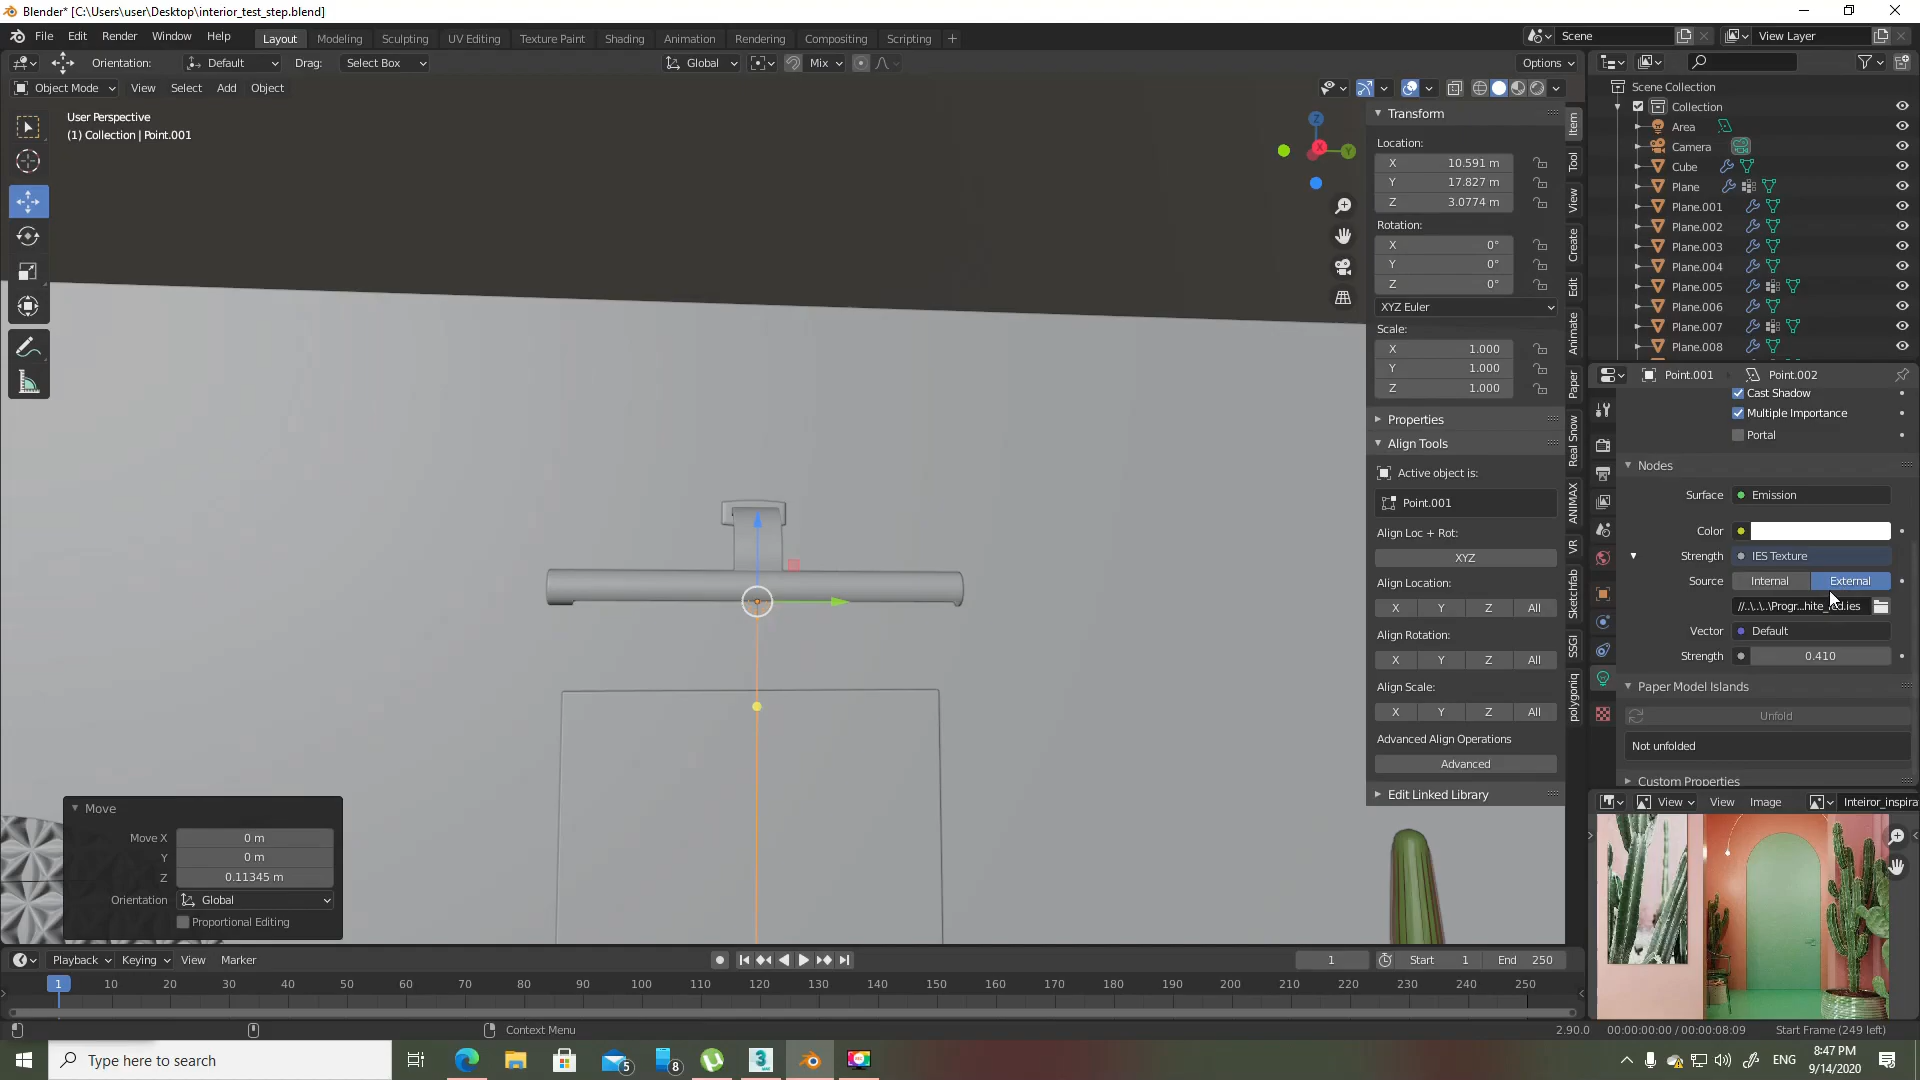 Blender* [C:\Users\user\Desktop\interior_test_step.blend]
File Edit Render Window Help
Layout Modeling Sculpting UV Editing Texture Paint Shading Animation Rendering Compositing Scripting +
Scene
View Layer
Orientation: Default Drag: Select Box
Global
Mix
Options
Object Mode View Select Add Object
User Perspective
(1) Collection | Point.001
Z
Y
X
Transform
Location:
X 10.591 m
Y 17.827 m
Z 3.0774 m
Rotation:
X 0°
Y 0°
Z 0°
XYZ Euler
Scale:
X 1.000
Y 1.000
Z 1.000
Properties
Align Tools
Active object is:
Point.001
Align Loc + Rot:
XYZ
Align Location:
X Y Z All
Align Rotation:
X Y Z All
Align Scale:
X Y Z All
Advanced Align Operations
Advanced
Edit Linked Library
Item
Tool
View
Create
Edit
Animate
Paper
Real Snow
ANIMAX
VR
Sketchfab
SSGI
polygoniq
Scene Collection
Collection
Area
Camera
Cube
Plane
Plane.001
Plane.002
Plane.003
Plane.004
Plane.005
Plane.006
Plane.007
Plane.008
Point.001 Point.002
Cast Shadow
Multiple Importance
Portal
Nodes
Surface Emission
Color
Strength IES Texture
Source Internal External
Vector Default
Strength 0.410
Paper Model Islands
Unfold
Not unfolded
Custom Properties
View View Image Inteiror_inspira
Move
Move X 0 m
Y 0 m
Z 0.11345 m
Orientation Global
Proportional Editing
Playback Keying View Marker
1 Start 1 End 250
1 10 20 30 40 50 60 70 80 90 100 110 120 130 140 150 160 170 180 190 200 210 220 230 240 250
Context Menu
2.90.0 00:00:00:00 / 00:00:08:09 Start Frame (249 left)
Type here to search
5
8
3
ENG
8:47 PM
9/14/2020